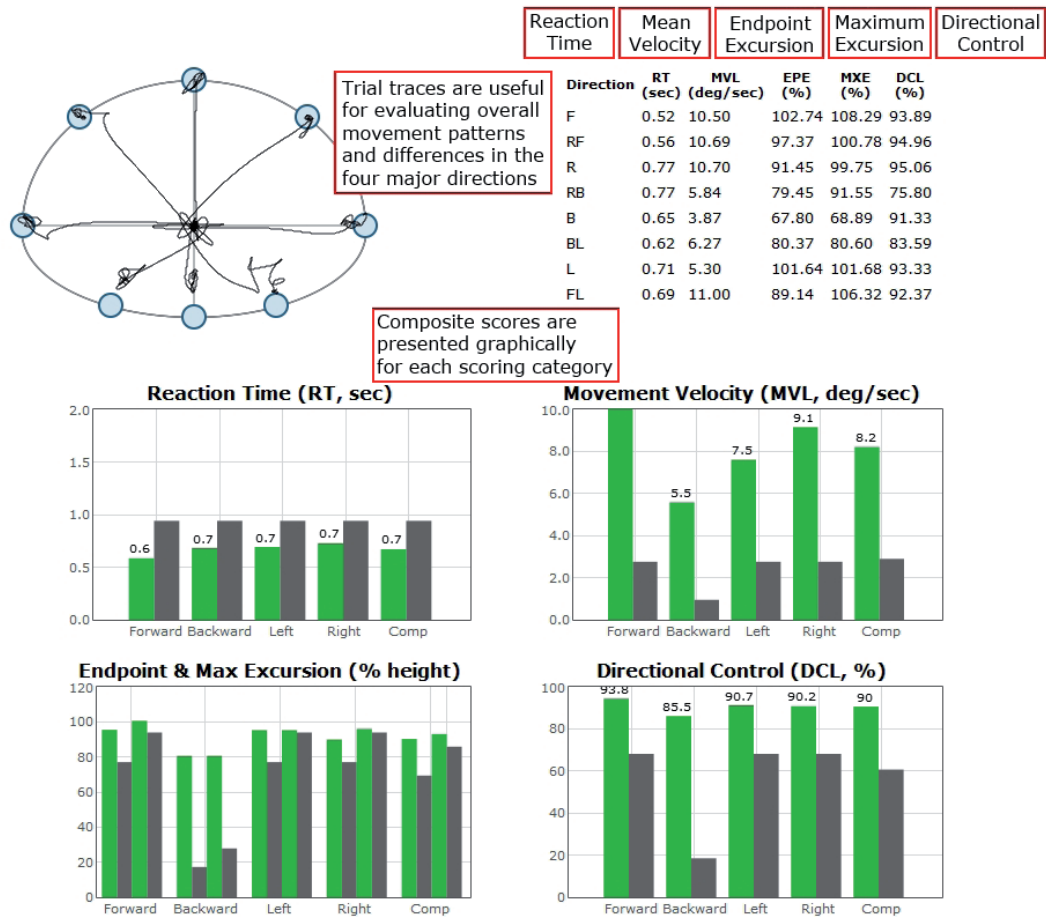 Reaction
Time
Mean
Velocity
Endpoint
Excursion
Maximum
Excursion
Directional
Control
Trial traces are useful
for evaluating overall
movement patterns
and differences in the
four major directions
Direction RT (sec) MVL (deg/sec) EPE (%) MXE (%) DCL (%)
F 0.52 10.50 102.74 108.29 93.89
RF 0.56 10.69 97.37 100.78 94.96
R 0.77 10.70 91.45 99.75 95.06
RB 0.77 5.84 79.45 91.55 75.80
B 0.65 3.87 67.80 68.89 91.33
BL 0.62 6.27 80.37 80.60 83.59
L 0.71 5.30 101.64 101.68 93.33
FL 0.69 11.00 89.14 106.32 92.37
Composite scores are
presented graphically
for each scoring category
Reaction Time (RT, sec)
2.0
1.5
1.0
0.5
0.0
0.6 0.7 0.7 0.7 0.7
Forward Backward Left Right Comp
Movement Velocity (MVL, deg/sec)
10.0
8.0
6.0
4.0
2.0
0.0
5.5 7.5 9.1 8.2
Forward Backward Left Right Comp
Endpoint & Max Excursion (% height)
120
100
80
60
40
20
0
Forward Backward Left Right Comp
Directional Control (DCL, %)
100
80
60
40
20
0
93.8 85.5 90.7 90.2 90
Forward Backward Left Right Comp